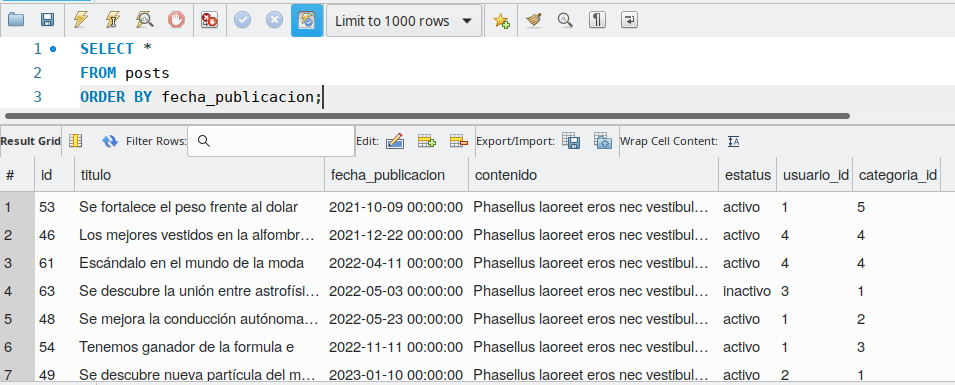 Limit to 1000 rows
1 SELECT *
2 FROM posts
3 ORDER BY fecha_publicacion;
Result Grid Filter Rows: Edit: Export/Import: Wrap Cell Content:
# id titulo fecha_publicacion contenido estatus usuario_id categoria_id
1 53 Se fortalece el peso frente al dolar 2021-10-09 00:00:00 Phasellus laoreet eros nec vestibul... activo 1 5
2 46 Los mejores vestidos en la alfombr... 2021-12-22 00:00:00 Phasellus laoreet eros nec vestibul... activo 4 4
3 61 Escándalo en el mundo de la moda 2022-04-11 00:00:00 Phasellus laoreet eros nec vestibul... activo 4 4
4 63 Se descubre la unión entre astrofísi... 2022-05-03 00:00:00 Phasellus laoreet eros nec vestibul... inactivo 3 1
5 48 Se mejora la conducción autónoma... 2022-05-23 00:00:00 Phasellus laoreet eros nec vestibul... activo 1 2
6 54 Tenemos ganador de la formula e 2022-11-11 00:00:00 Phasellus laoreet eros nec vestibul... activo 1 3
7 49 Se descubre nueva partícula del m... 2023-01-10 00:00:00 Phasellus laoreet eros nec vestibul... activo 2 1